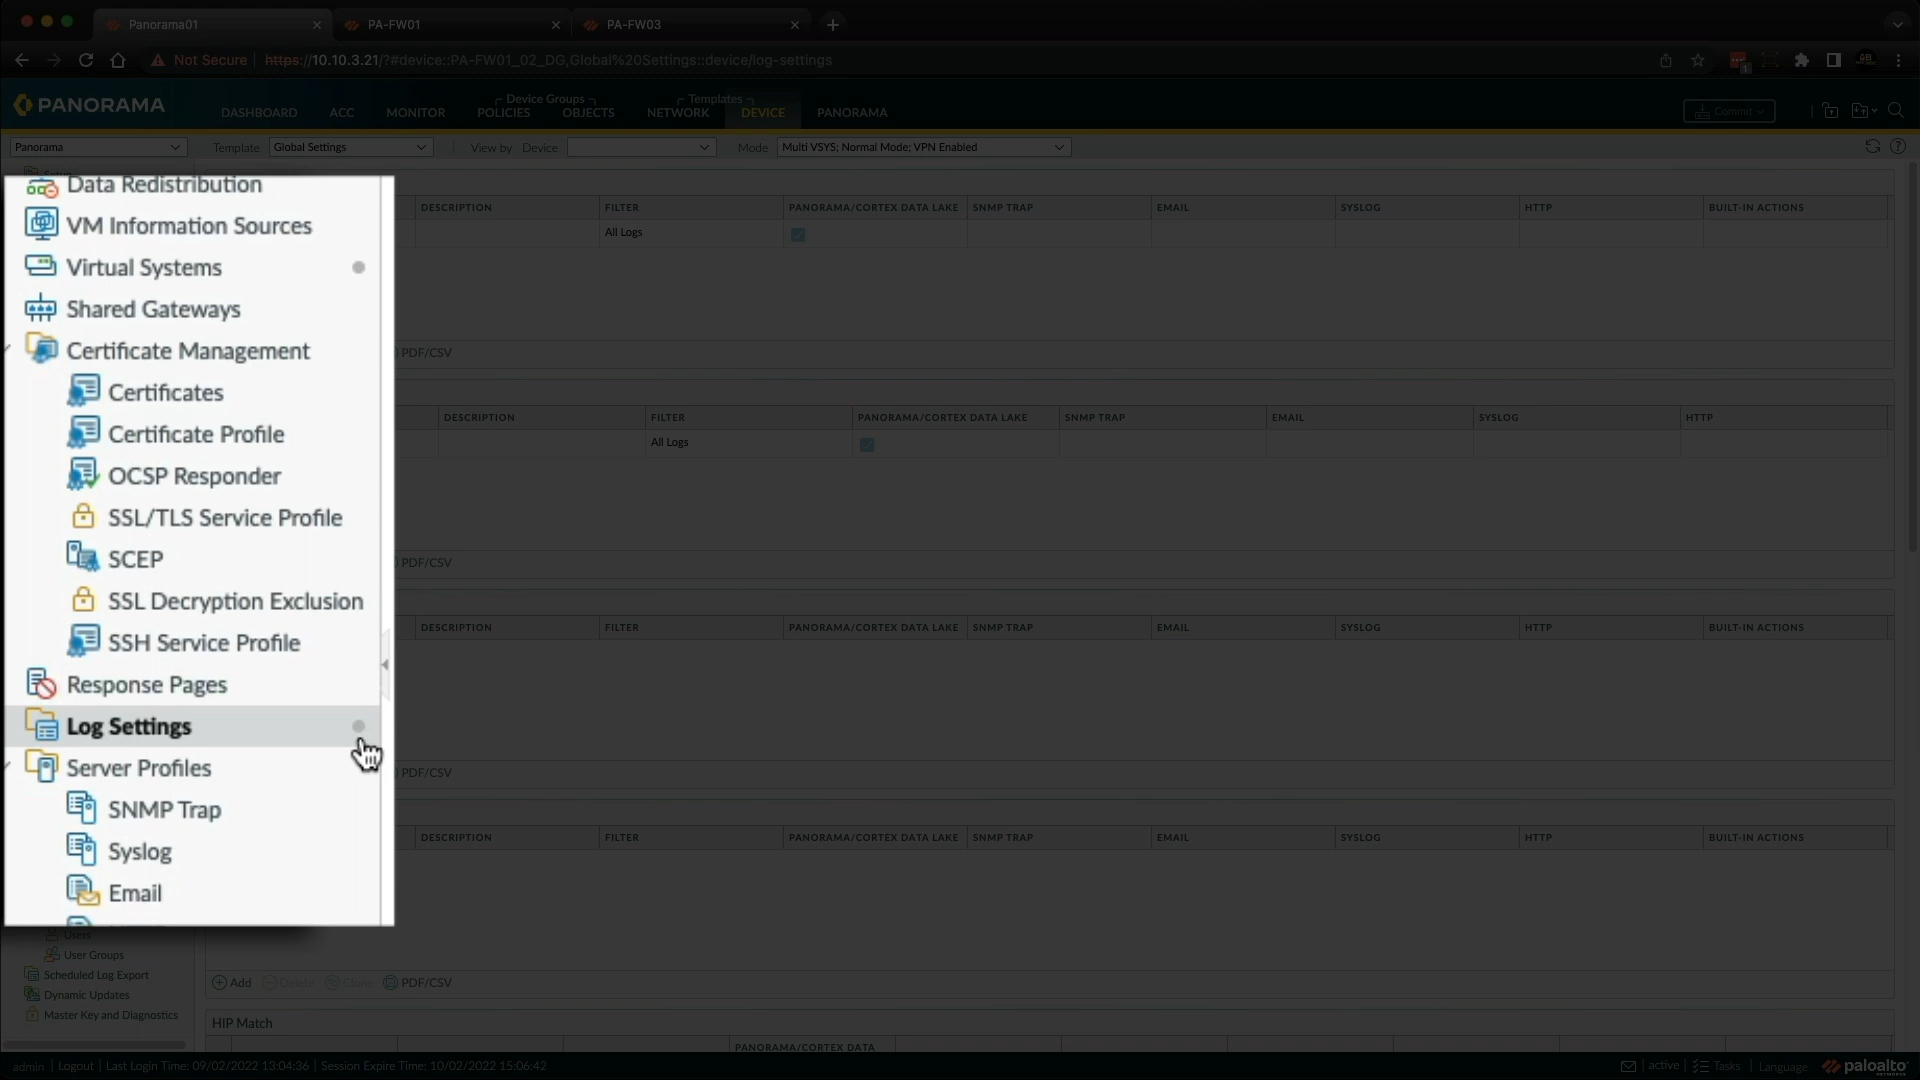 Panorama01
PA-FW01
PA-FW03
Not Secure
https://10.10.3.21/?#device::PA-FW01_02_DG,Global%20Settings::device/log-settings
PANORAMA
DASHBOARD
ACC
MONITOR
Device Groups
POLICIES
OBJECTS
Templates
NETWORK
DEVICE
PANORAMA
Commit
Panorama
Template
Global Settings
View by
Device
Mode
Multi VSYS; Normal Mode; VPN Enabled
Data Redistribution
VM Information Sources
Virtual Systems
Shared Gateways
Certificate Management
Certificates
Certificate Profile
OCSP Responder
SSL/TLS Service Profile
SCEP
SSL Decryption Exclusion
SSH Service Profile
Response Pages
Log Settings
Server Profiles
SNMP Trap
Syslog
Email
Users
User Groups
Scheduled Log Export
Dynamic Updates
Master Key and Diagnostics
DESCRIPTION FILTER PANORAMA/CORTEX DATA LAKE SNMP TRAP EMAIL SYSLOG HTTP BUILT-IN ACTIONS
All Logs
PDF/CSV
DESCRIPTION FILTER PANORAMA/CORTEX DATA LAKE SNMP TRAP EMAIL SYSLOG HTTP
All Logs
PDF/CSV
DESCRIPTION FILTER PANORAMA/CORTEX DATA LAKE SNMP TRAP EMAIL SYSLOG HTTP BUILT-IN ACTIONS
PDF/CSV
DESCRIPTION FILTER PANORAMA/CORTEX DATA LAKE SNMP TRAP EMAIL SYSLOG HTTP BUILT-IN ACTIONS
Add Delete Clone PDF/CSV
HIP Match
PANORAMA/CORTEX DATA
admin | Logout | Last Login Time: 09/02/2022 13:04:36 | Session Expire Time: 10/02/2022 15:06:42
active | Tasks | Language
paloalto